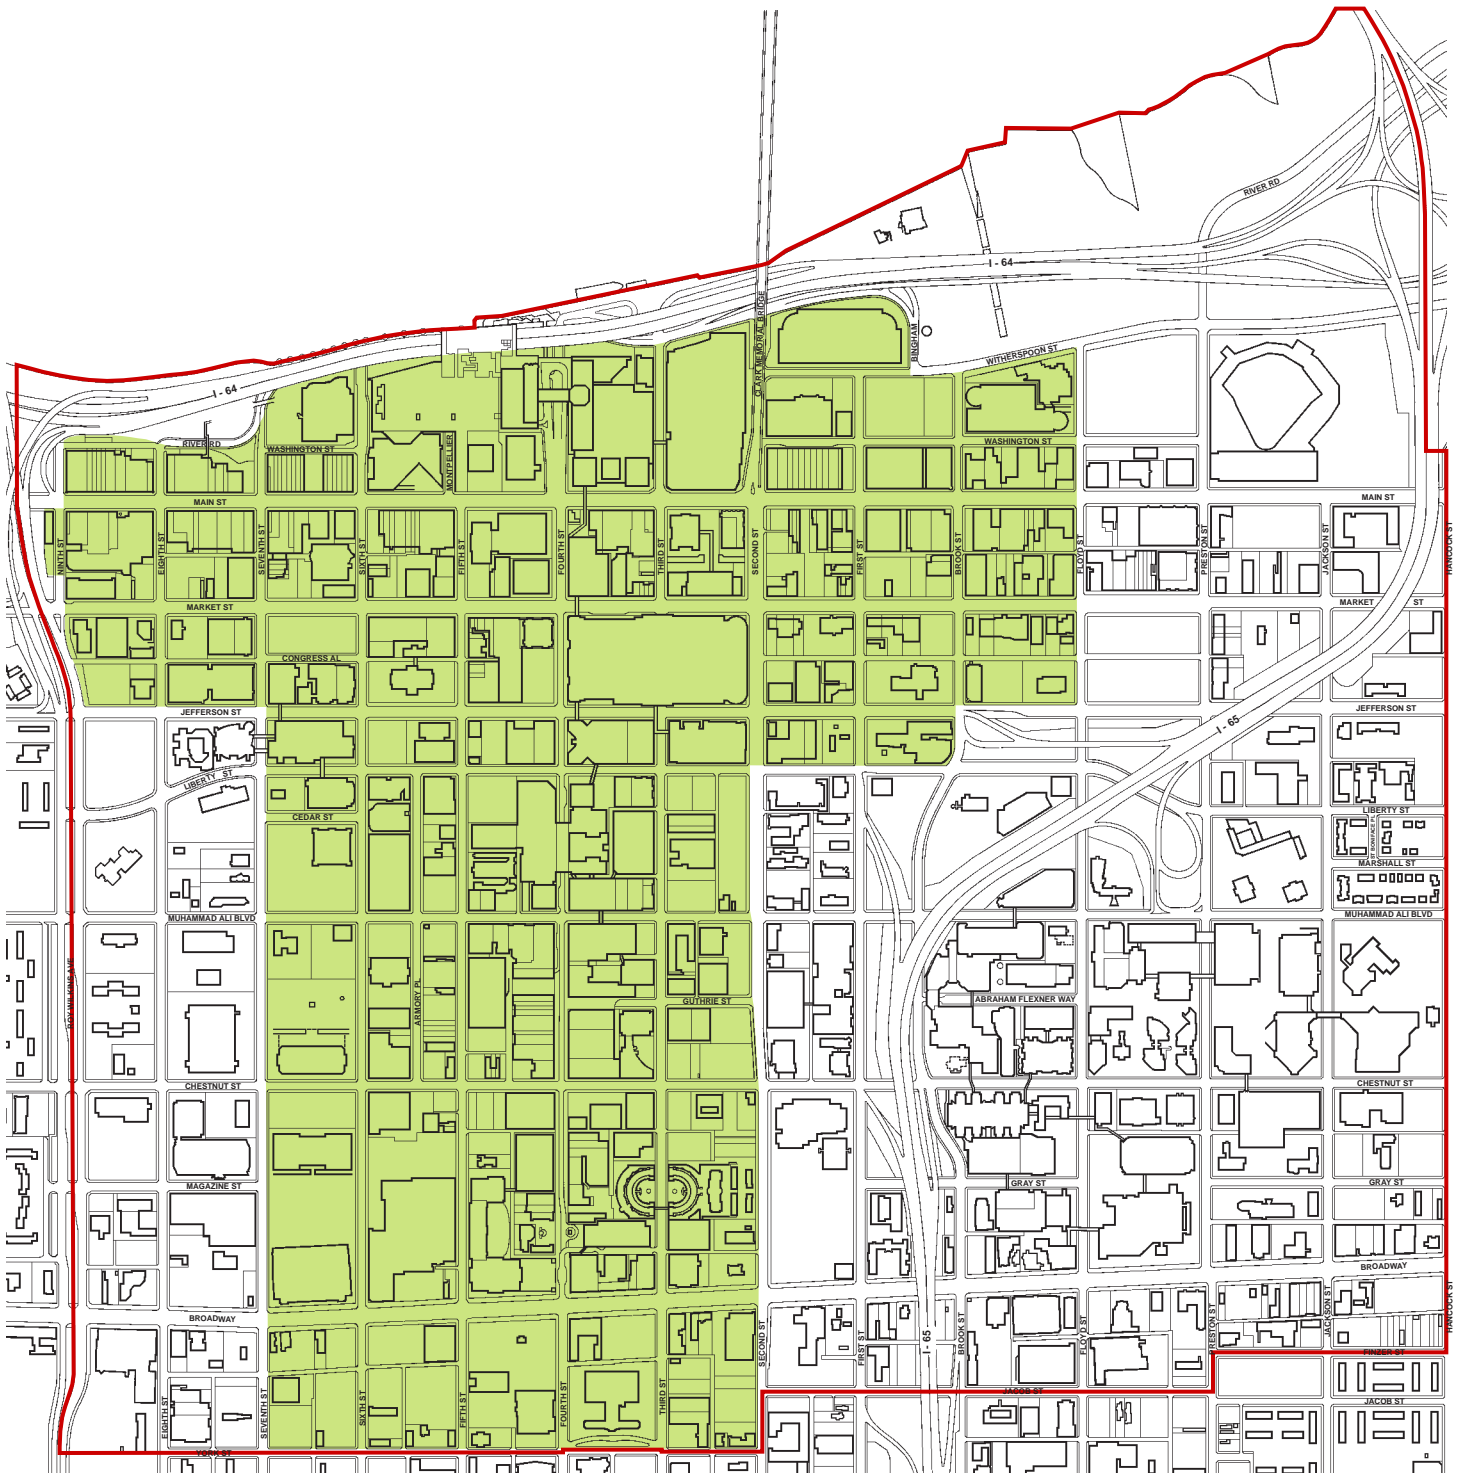 RIVER RD
I - 64
CLARK MEMORIAL BRIDGE
BINGHAM
WITHERSPOON ST
I - 64
RIVER RD
WASHINGTON ST
MONTPELLIER
WASHINGTON ST
MAIN ST
MAIN ST
NINTH ST
EIGHTH ST
SEVENTH ST
SIXTH ST
FIFTH ST
FOURTH ST
THIRD ST
SECOND ST
FIRST ST
BROOK ST
FLOYD ST
PRESTON ST
JACKSON ST
HANCOCK ST
MARKET ST
MARKET ST
CONGRESS AL
JEFFERSON ST
JEFFERSON ST
I - 65
LIBERTY ST
LIBERTY ST
CEDAR ST
ST BONIFACE PL
MARSHALL ST
MUHAMMAD ALI BLVD
MUHAMMAD ALI BLVD
ROY WILKINS AVE
ARMORY PL
GUTHRIE ST
ABRAHAM FLEXNER WAY
CHESTNUT ST
CHESTNUT ST
MAGAZINE ST
GRAY ST
GRAY ST
BROADWAY
BROADWAY
SECOND ST
FIRST ST
I - 65
BROOK ST
FLOYD ST
PRESTON ST
JACKSON ST
HANCOCK ST
FINZER ST
EIGHTH ST
SEVENTH ST
SIXTH ST
FIFTH ST
FOURTH ST
THIRD ST
JACOB ST
JACOB ST
YORK ST